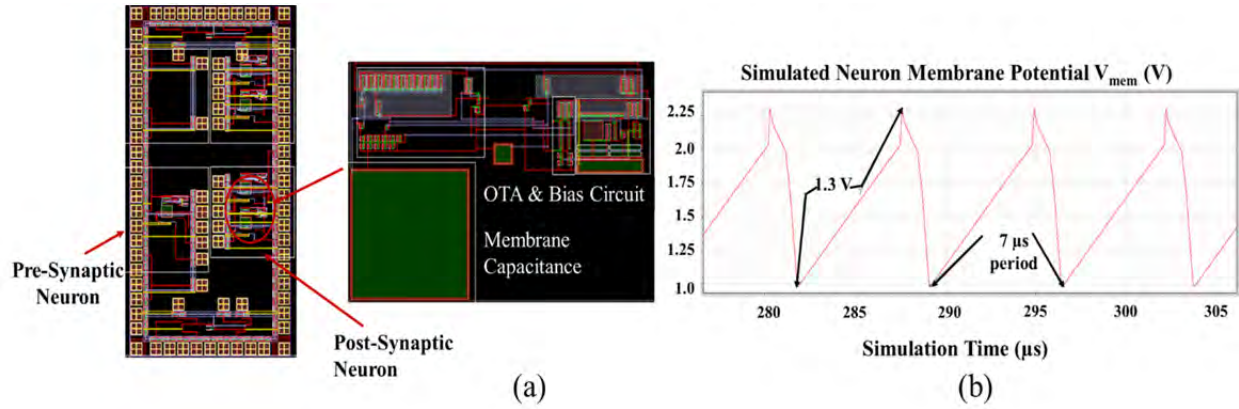 Pre-Synaptic
Neuron
OTA & Bias Circuit
Membrane
Capacitance
Post-Synaptic
Neuron
(a)
Simulated Neuron Membrane Potential Vmem (V)
2.25
2.0
1.75
1.5
1.25
1.0
1.3 V
7 µs
period
280
285
290
295
300
305
Simulation Time (µs)
(b)